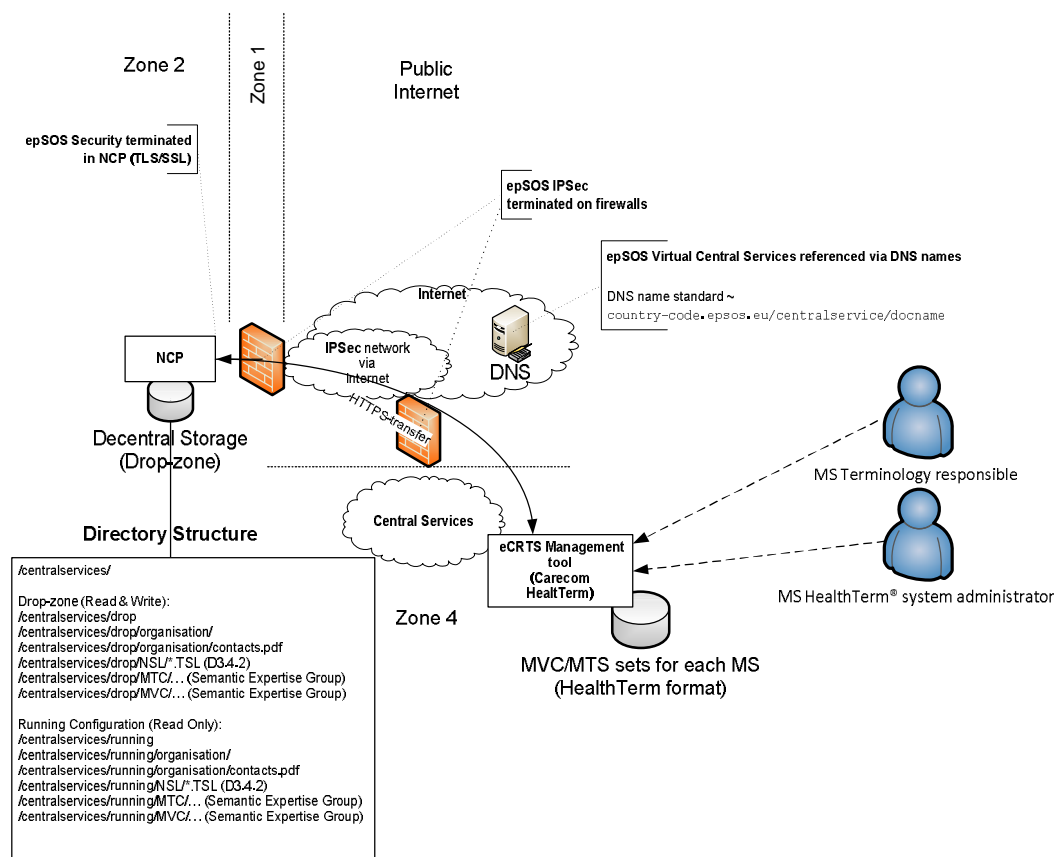 Zone 2
Zone 1
Public
Internet
epSOS Security terminated
in NCP (TLS/SSL)
epSOS IPSec
terminated on firewalls
epSOS Virtual Central Services referenced via DNS names
DNS name standard ~
country-code.epsos.eu/centralservice/docname
Internet
IPSec network
via
Internet
DNS
NCP
HTTPS-transfer
Decentral Storage
(Drop-zone)
MS Terminology responsible
Central Services
Directory Structure
eCRTS Management
tool
(Carecom
HealtTerm)
MS HealthTerm® system administrator
Zone 4
MVC/MTS sets for each MS
(HealthTerm format)
/centralservices/
Drop-zone (Read & Write):
/centralservices/drop
/centralservices/drop/organisation/
/centralservices/drop/organisation/contacts.pdf
/centralservices/drop/NSL/*.TSL (D3.4.2)
/centralservices/drop/MTC/… (Semantic Expertise Group)
/centralservices/drop/MVC/… (Semantic Expertise Group)
Running Configuration (Read Only):
/centralservices/running
/centralservices/running/organisation/
/centralservices/running/organisation/contacts.pdf
/centralservices/running/NSL/*.TSL (D3.4.2)
/centralservices/running/MTC/… (Semantic Expertise Group)
/centralservices/running/MVC/… (Semantic Expertise Group)